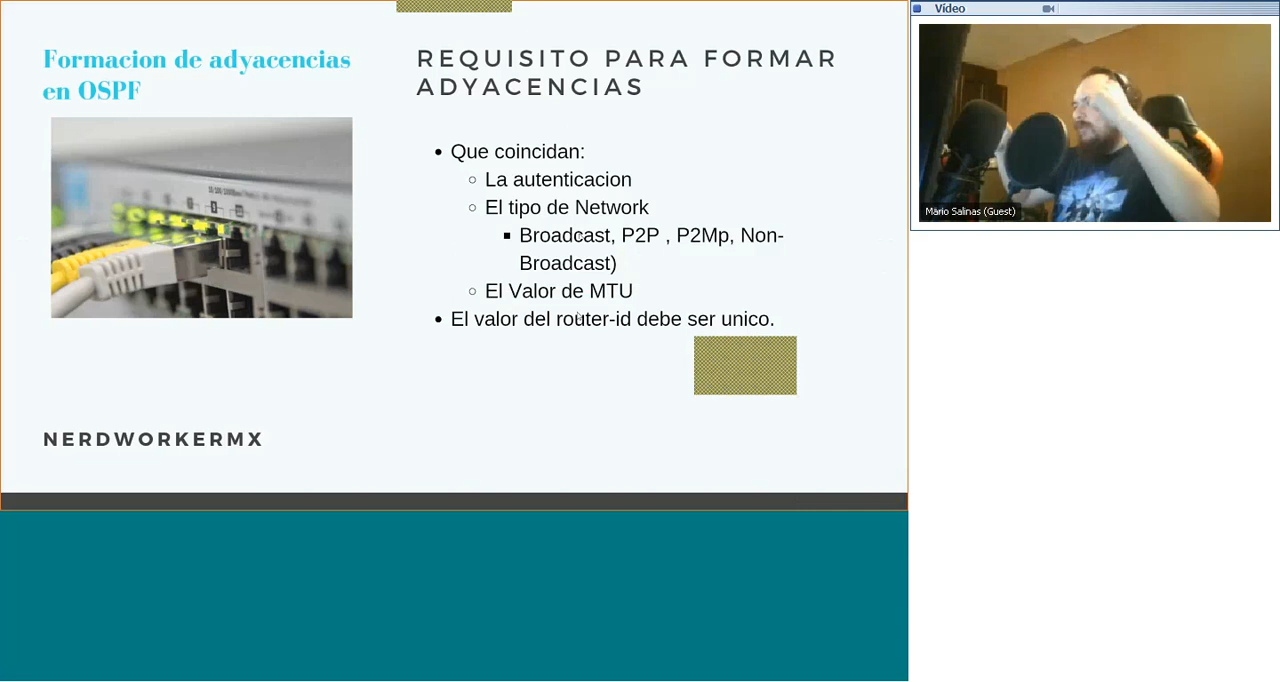 Vídeo
Formacion de adyacencias
en OSPF
REQUISITO PARA FORMAR
ADYACENCIAS
Que coincidan:
La autenticacion
El tipo de Network
Broadcast, P2P , P2Mp, Non-
Broadcast)
El Valor de MTU
El valor del router-id debe ser unico.
NERDWORKERMX
Mario Salinas (Guest)